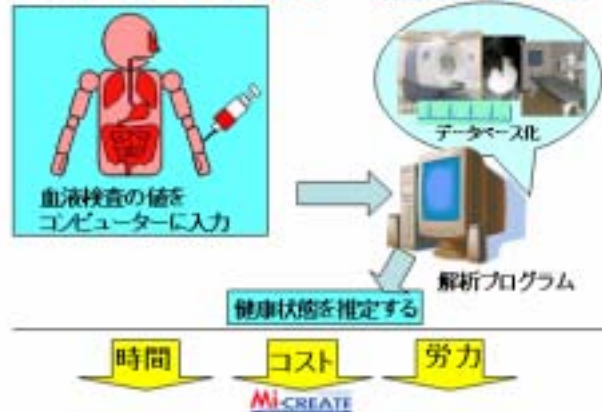 データベース化
血液検査の値を
コンピューターに入力
解析プログラム
健康状態を推定する
時間 コスト 労力
Mi-CREATE